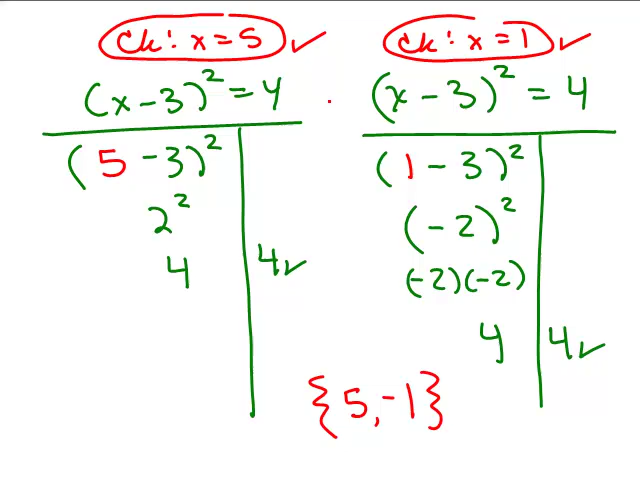 Ck: x = 5 ✓
(x - 3)² = 4
(5 - 3)²
2²
4 | 4 ✓
Ck: x = 1 ✓
(x - 3)² = 4
(1 - 3)²
(-2)²
(-2)(-2)
4 | 4 ✓
{5, -1}